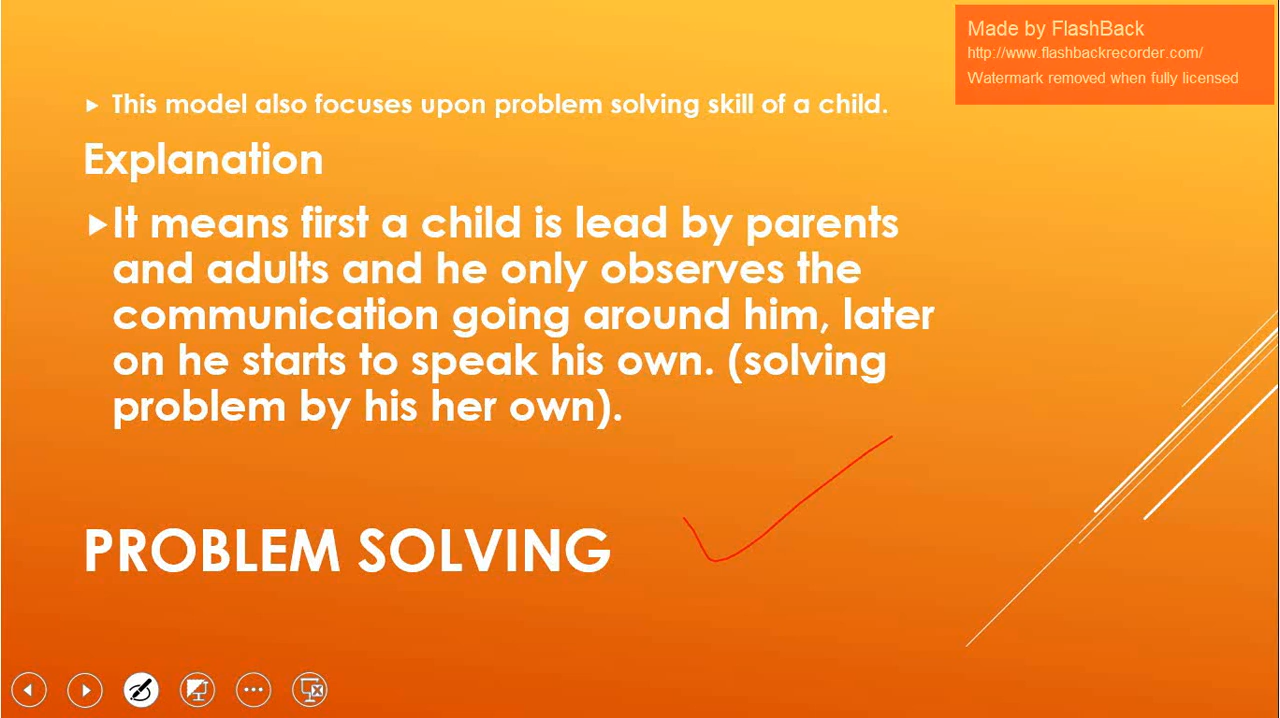 Made by FlashBack
http://www.flashbackrecorder.com/
Watermark removed when fully licensed
This model also focuses upon problem solving skill of a child.
Explanation
It means first a child is lead by parents
and adults and he only observes the
communication going around him, later
on he starts to speak his own. (solving
problem by his her own).
PROBLEM SOLVING